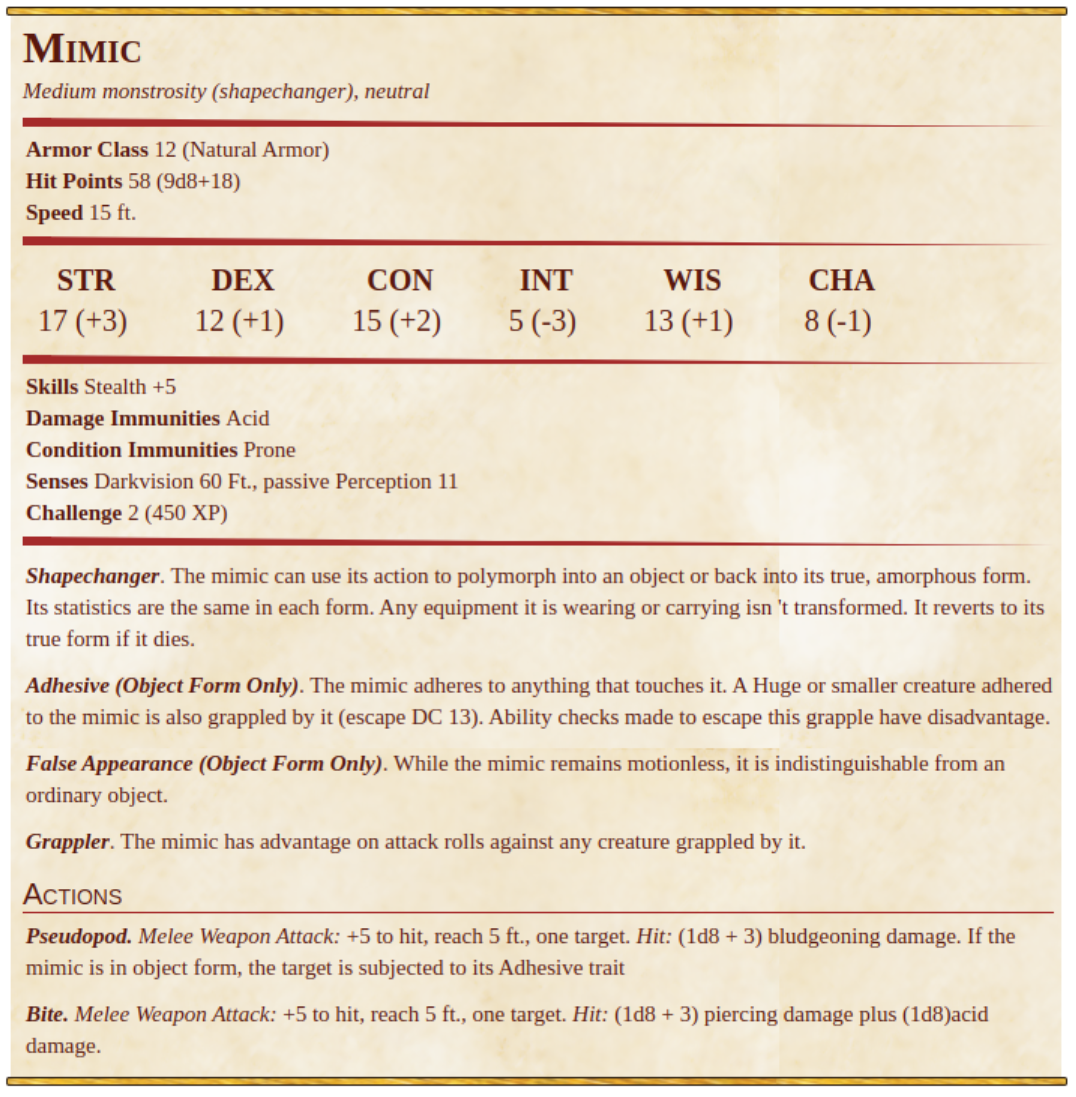 Mimic
Medium monstrosity (shapechanger), neutral
Armor Class 12 (Natural Armor)
Hit Points 58 (9d8+18)
Speed 15 ft.
STR DEX CON INT WIS CHA
17 (+3) 12 (+1) 15 (+2) 5 (-3) 13 (+1) 8 (-1)
Skills Stealth +5
Damage Immunities Acid
Condition Immunities Prone
Senses Darkvision 60 Ft., passive Perception 11
Challenge 2 (450 XP)
Shapechanger. The mimic can use its action to polymorph into an object or back into its true, amorphous form.
Its statistics are the same in each form. Any equipment it is wearing or carrying isn 't transformed. It reverts to its
true form if it dies.
Adhesive (Object Form Only). The mimic adheres to anything that touches it. A Huge or smaller creature adhered
to the mimic is also grappled by it (escape DC 13). Ability checks made to escape this grapple have disadvantage.
False Appearance (Object Form Only). While the mimic remains motionless, it is indistinguishable from an
ordinary object.
Grappler. The mimic has advantage on attack rolls against any creature grappled by it.
Actions
Pseudopod. Melee Weapon Attack: +5 to hit, reach 5 ft., one target. Hit: (1d8 + 3) bludgeoning damage. If the
mimic is in object form, the target is subjected to its Adhesive trait
Bite. Melee Weapon Attack: +5 to hit, reach 5 ft., one target. Hit: (1d8 + 3) piercing damage plus (1d8)acid
damage.